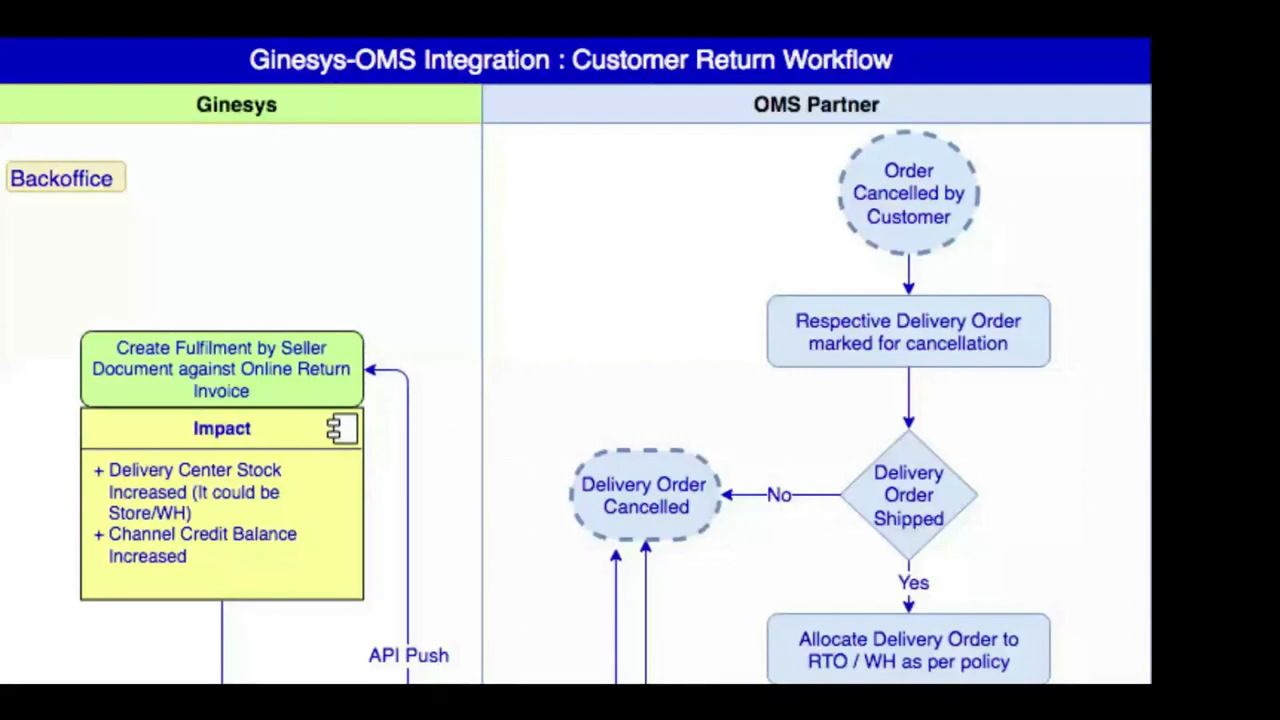 Ginesys-OMS Integration : Customer Return Workflow
Ginesys
OMS Partner
Backoffice
Order
Cancelled by
Customer
Respective Delivery Order
marked for cancellation
Create Fulfilment by Seller
Document against Online Return
Invoice
Impact
+ Delivery Center Stock
Increased (It could be
Store/WH)
+ Channel Credit Balance
Increased
Delivery Order
Cancelled
No
Delivery
Order
Shipped
Yes
Allocate Delivery Order to
RTO / WH as per policy
API Push